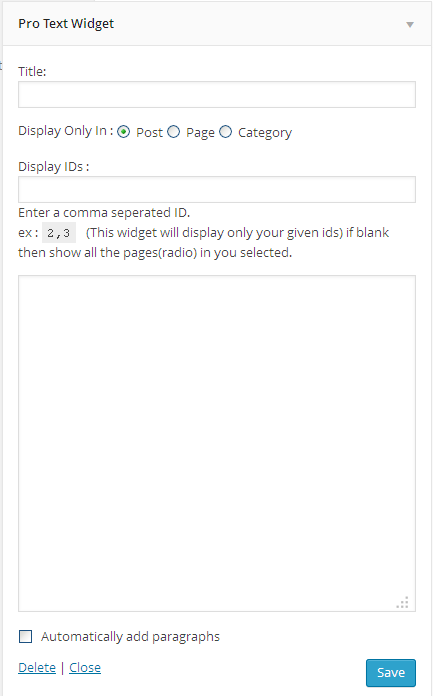 Pro Text Widget
Title:
Display Only In : Post Page Category
Display IDs :
Enter a comma seperated ID.
ex : 2,3 (This widget will display only your given ids) if blank
then show all the pages(radio) in you selected.
Automatically add paragraphs
Delete | Close
Save